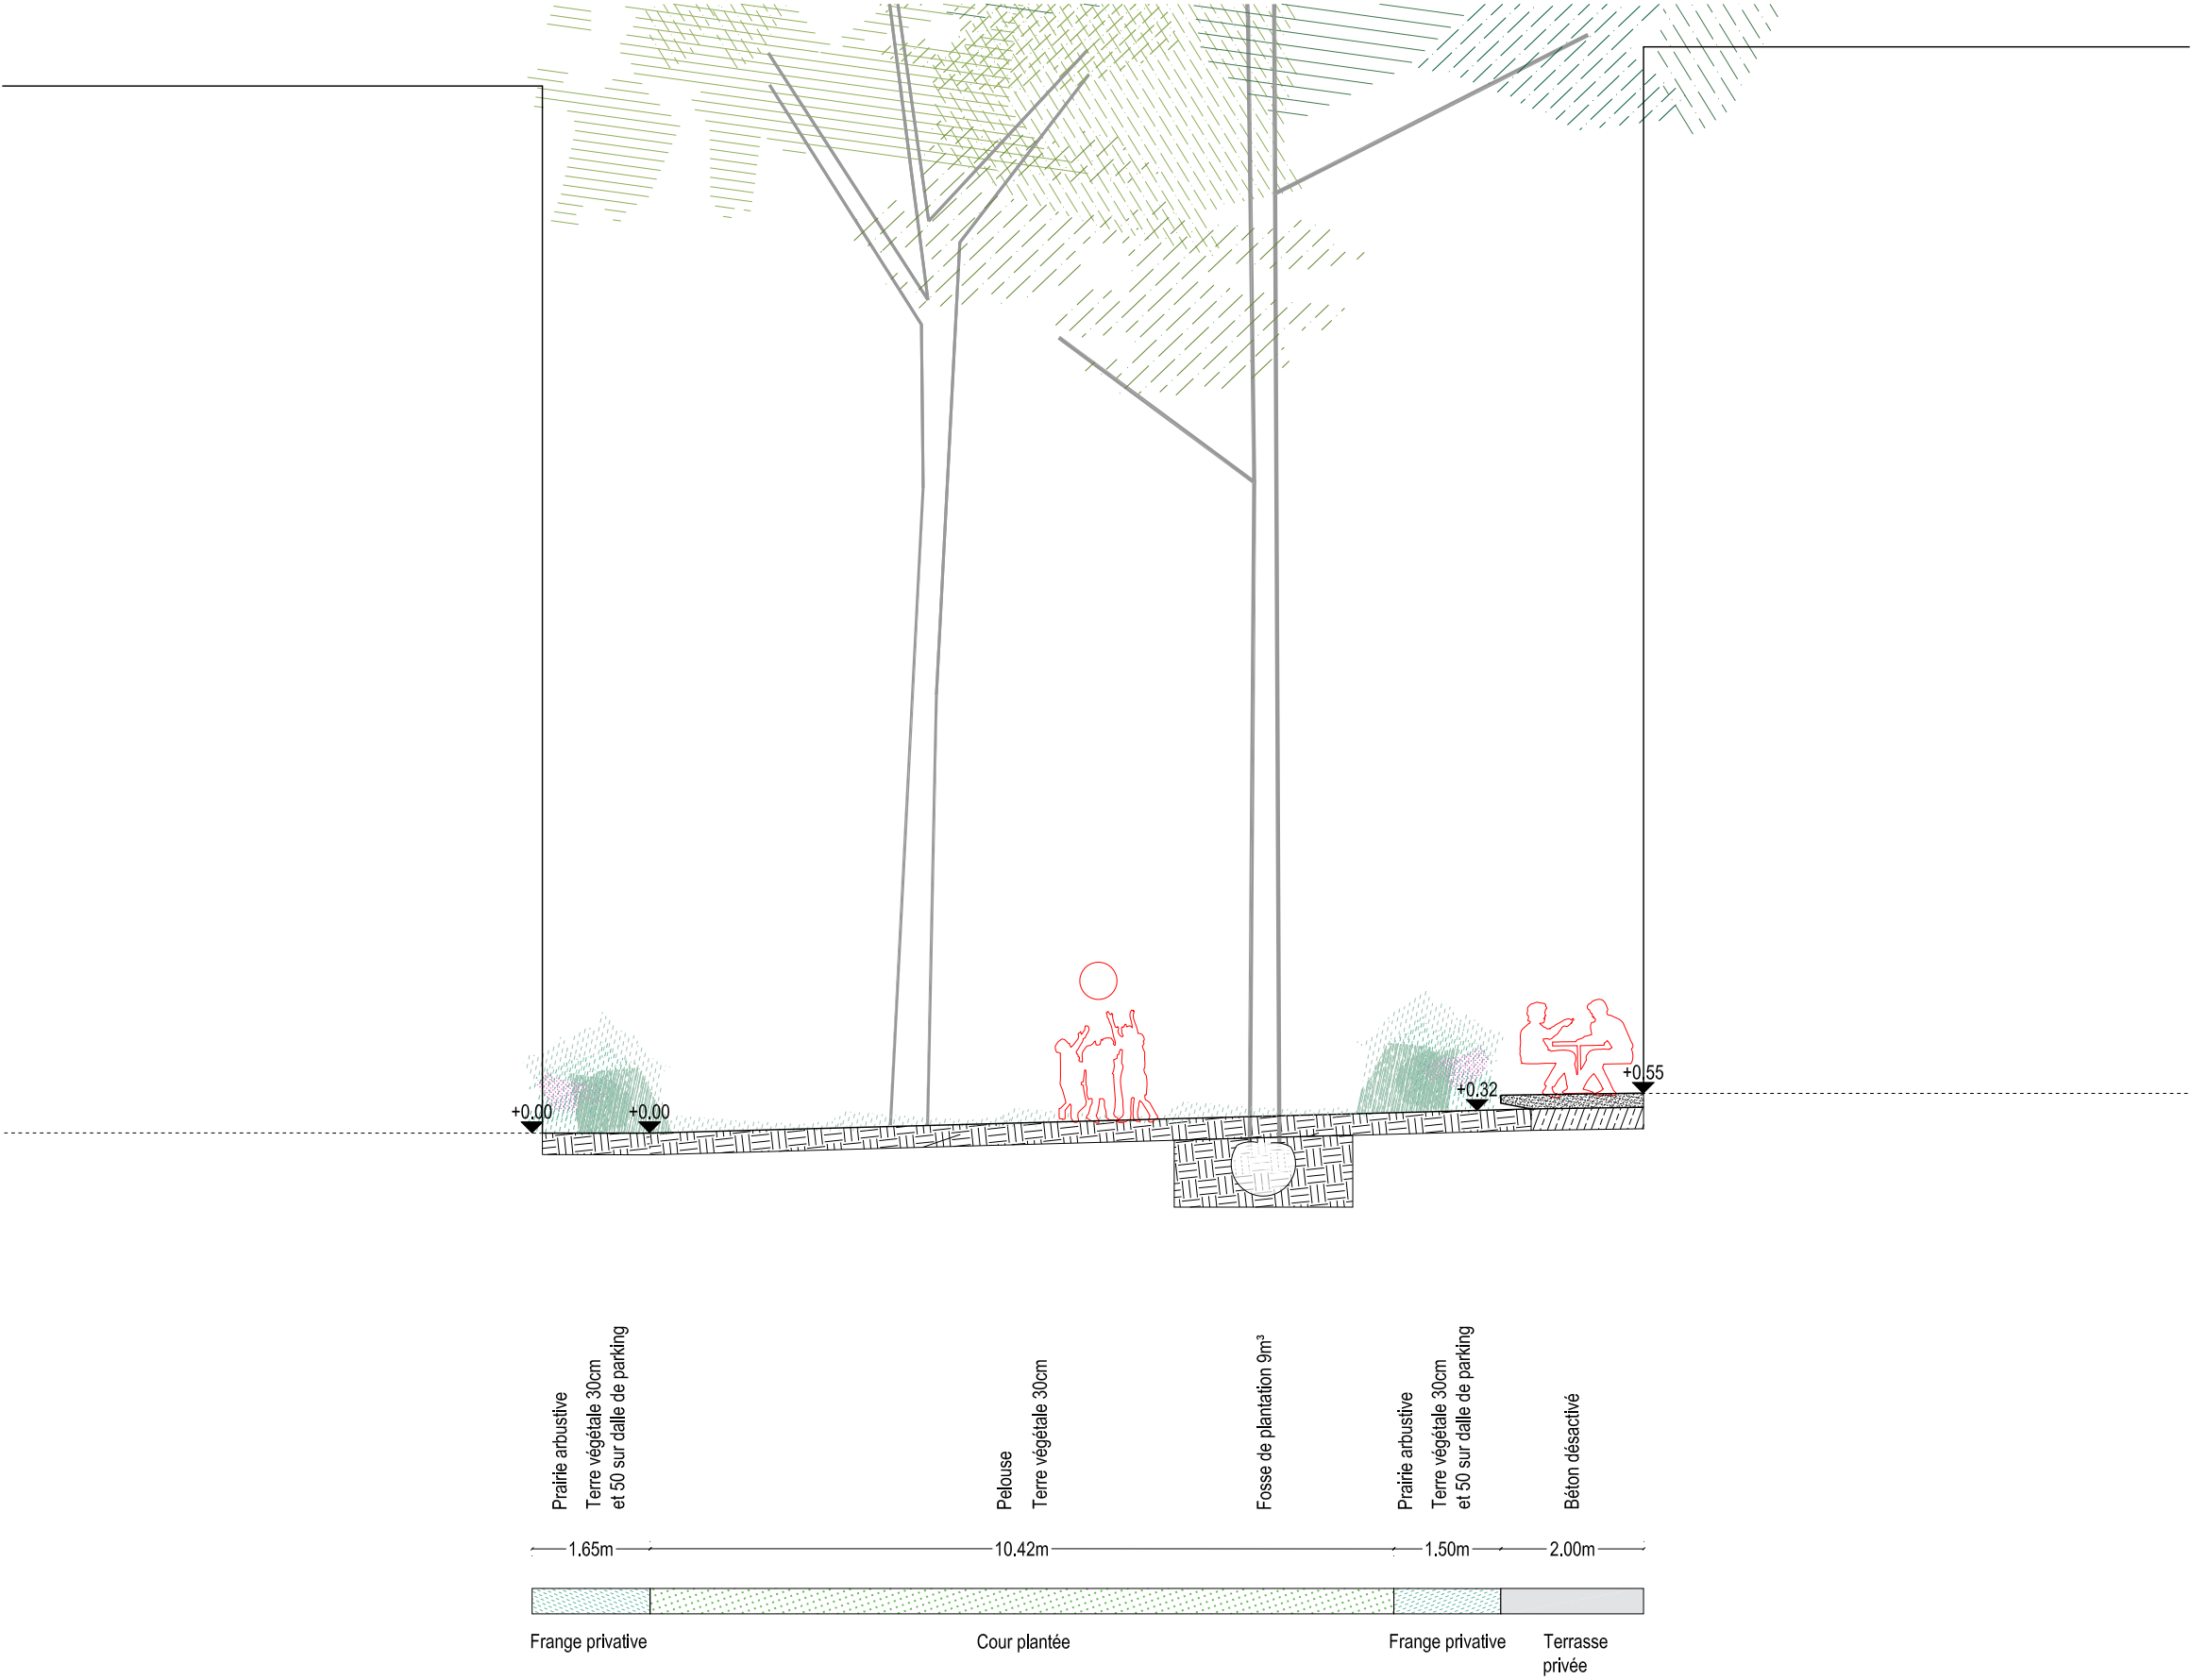 +0.00
+0.00
+0.32
+0.55
Prairie arbustive
Terre végétale 30cm
et 50 sur dalle de parking
Pelouse
Terre végétale 30cm
Fosse de plantation 9m³
Prairie arbustive
Terre végétale 30cm
et 50 sur dalle de parking
Béton désactivé
1.65m
10.42m
1.50m
2.00m
Frange privative
Cour plantée
Frange privative
Terrasse
privée